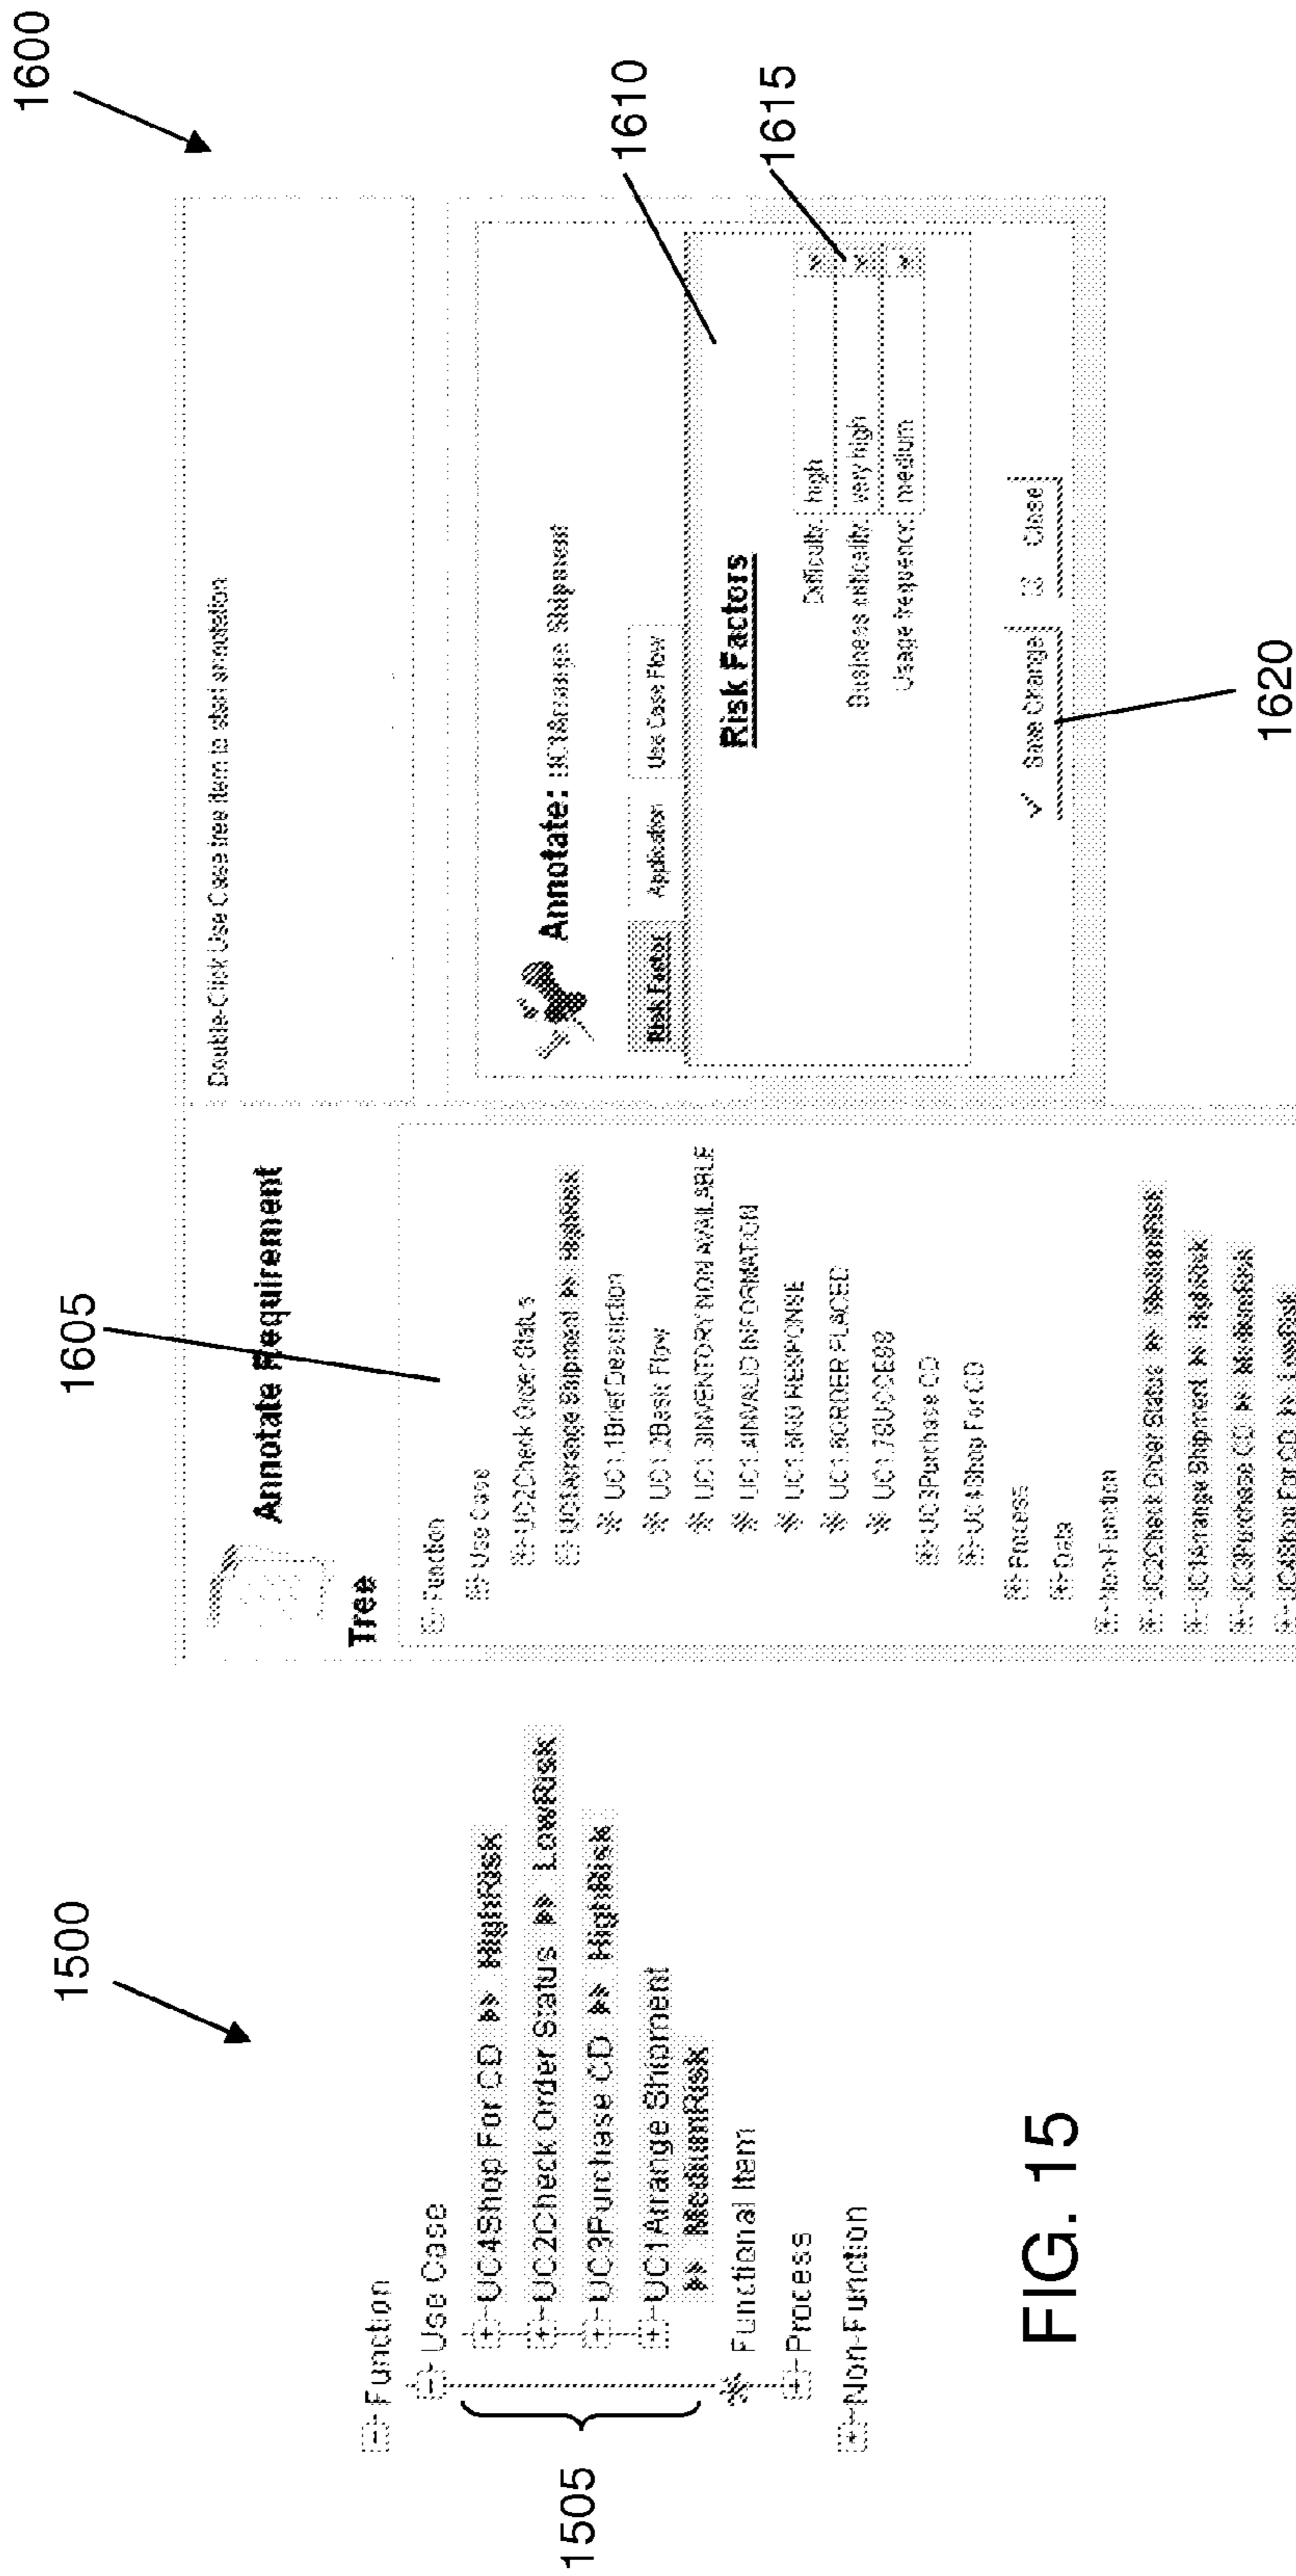 1500
Function
Use Case
UC4Shop For CD >> HighRisk
UC2Check Order Status >> LowRisk
UC3Purchase CD >> HighRisk
UC1Arrange Shipment
>> MediumRisk
Functional Item
Process
Non-Function
1505
FIG. 15
1600
1605
Annotate Requirement
Tree
Function
Use Case
UC2Check Order Status
UC1Arrange Shipment >> HighRisk
UC1.1Brief Description
UC1.2Basic Flow
UC1.3INVENTORY NON AVAILABLE
UC1.4INVALID INFORMATION
UC1.5NO RESPONSE
UC1.6ORDER PLACED
UC1.7SUCCESS
UC3Purchase CD
UC4Shop For CD
Process
Data
Non-Function
UC2Check Order Status >> MediumRisk
UC1Arrange Shipment >> HighRisk
UC3Purchase CD >>
UC4Shop For CD >> LowRisk
Double-Click Use Case tree item to start annotation
Annotate: UC1Arrange Shipment
Risk Factor Application Use Case Flow
1610
Risk Factors
Difficulty: high
Business criticality: very high
Usage frequency: medium
1615
Save Change Close
1620